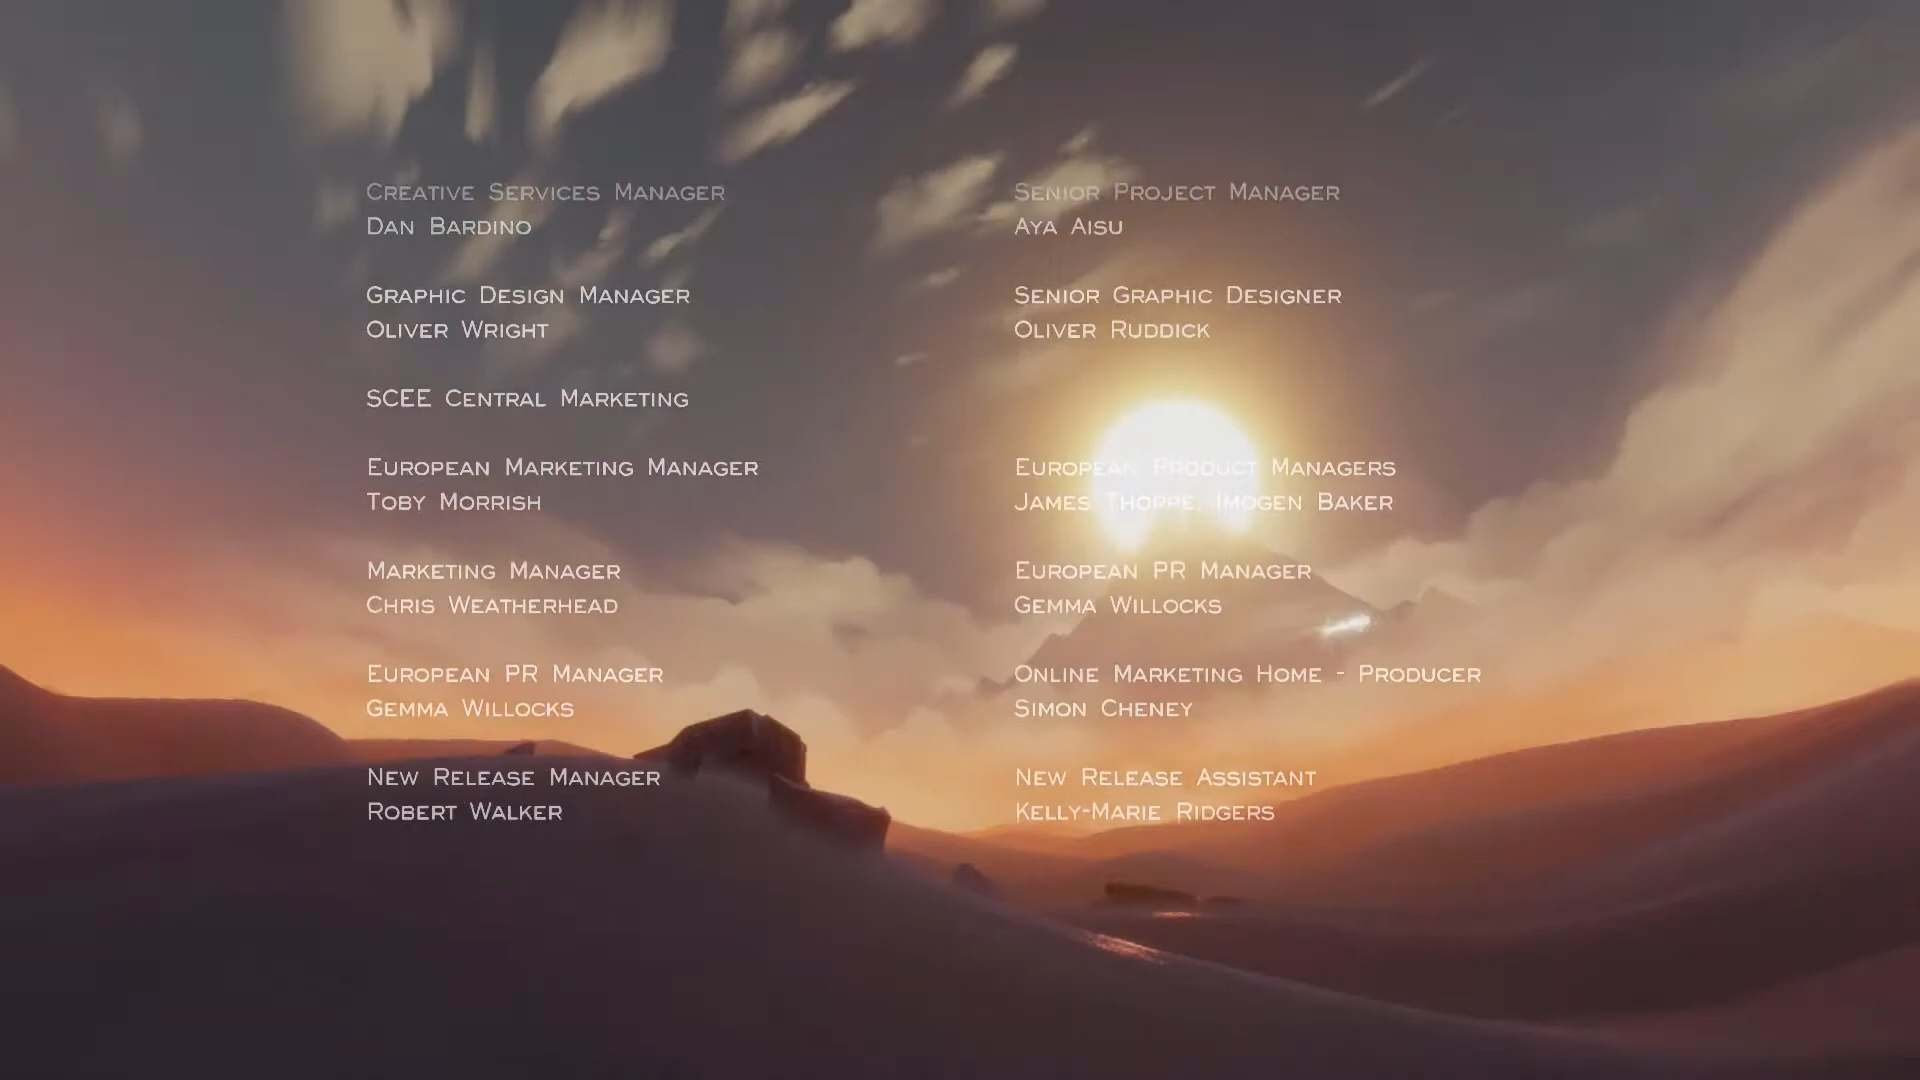 Creative Services Manager
Dan Bardino
Senior Project Manager
Aya Aisu
Graphic Design Manager
Oliver Wright
Senior Graphic Designer
Oliver Ruddick
SCEE Central Marketing
European Marketing Manager
Toby Morrish
European Product Managers
James Thorpe, Imogen Baker
Marketing Manager
Chris Weatherhead
European PR Manager
Gemma Willocks
European PR Manager
Gemma Willocks
Online Marketing Home - Producer
Simon Cheney
New Release Manager
Robert Walker
New Release Assistant
Kelly-Marie Ridgers